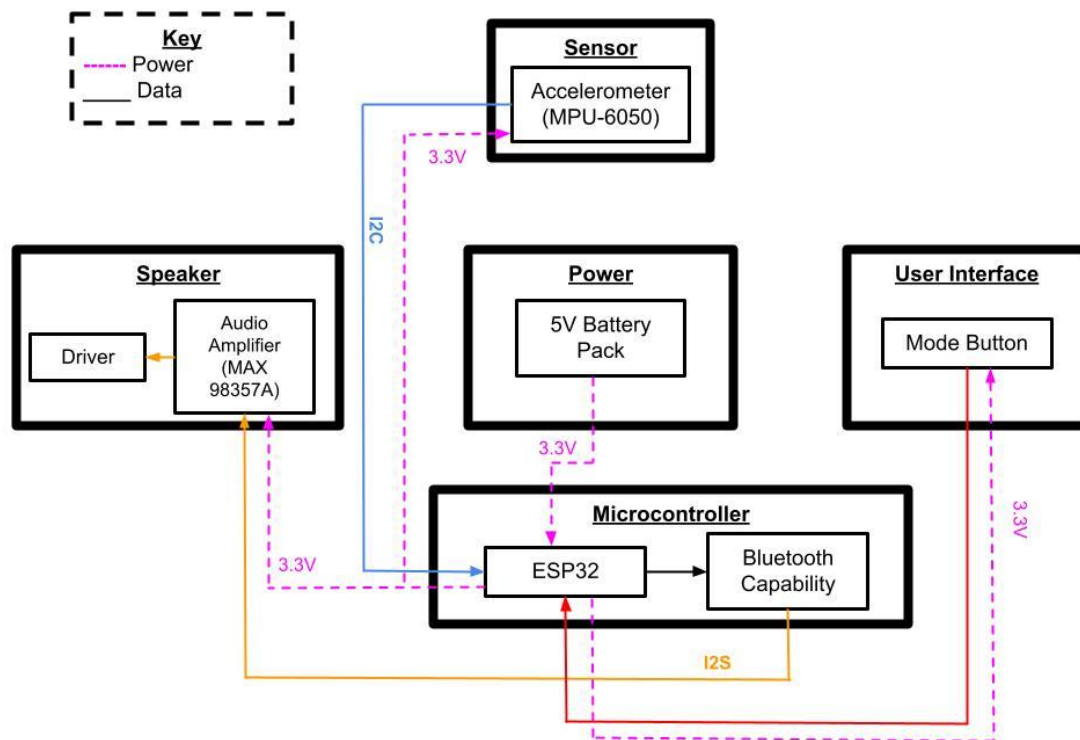 Key
Power
Data
Sensor
Accelerometer
(MPU-6050)
3.3V
I2C
Speaker
Driver
Audio
Amplifier
(MAX
98357A)
Power
5V Battery
Pack
User Interface
Mode Button
3.3V
3.3V
3.3V
Microcontroller
ESP32
Bluetooth
Capability
I2S